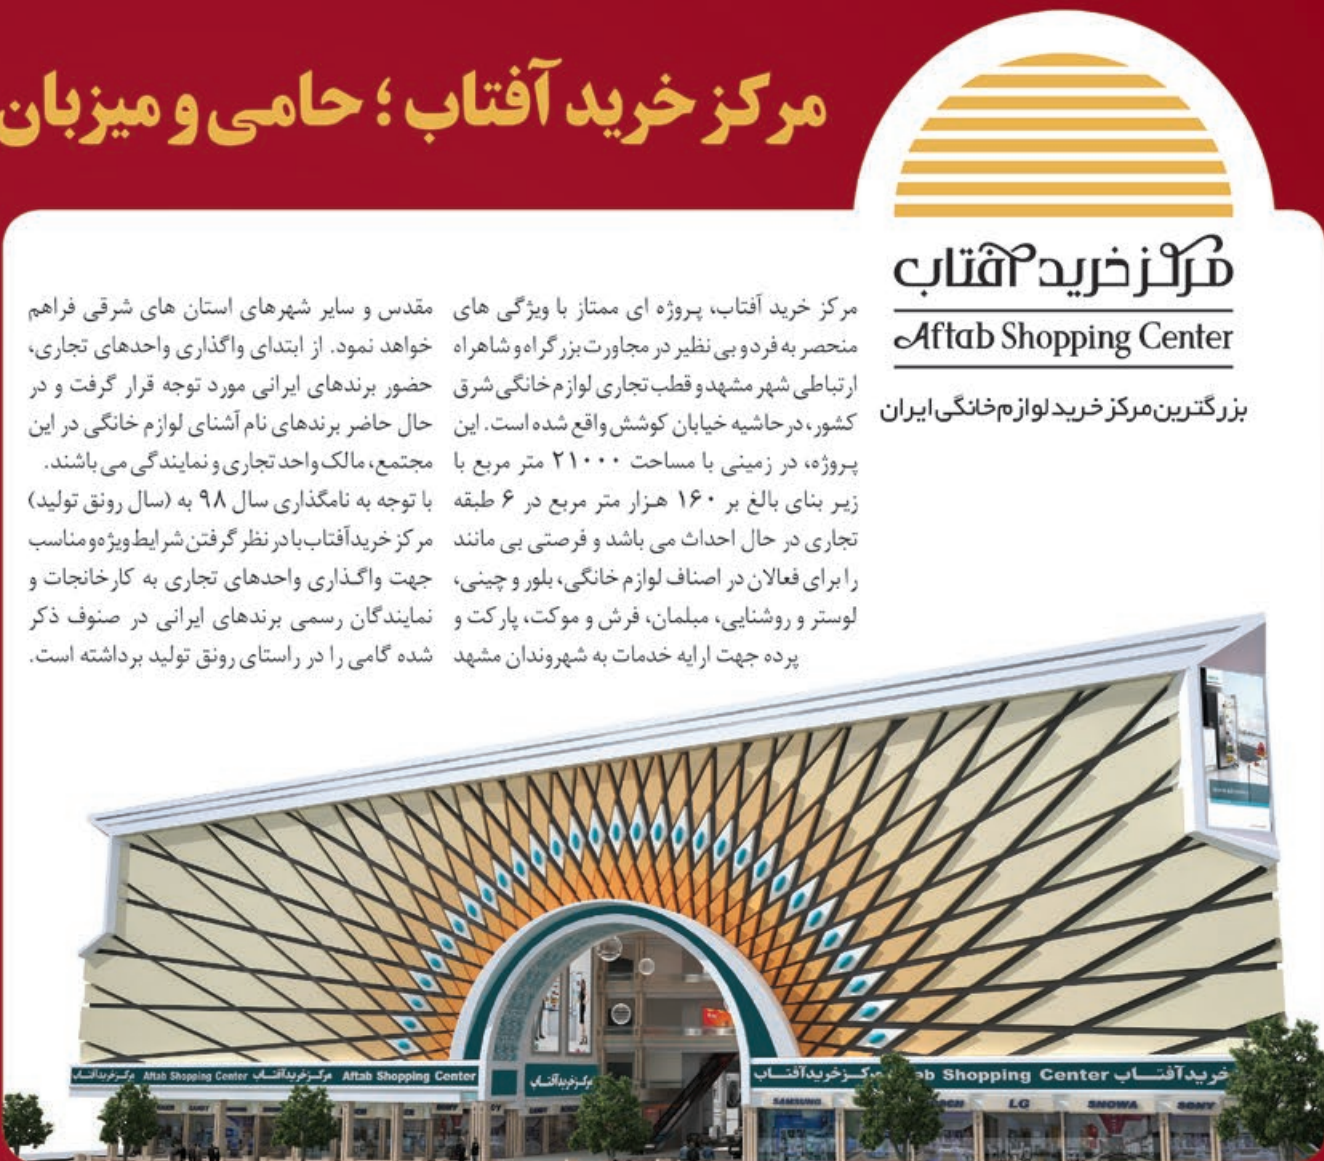 مرکز خرید آفتاب؛ حامی و میزبان
مرکز خرید آفتاب
Aftab Shopping Center
بزرگترین مرکز خرید لوازم خانگی ایران
مرکز خرید آفتاب، پروژه ای ممتاز با ویژگی های
منحصر به فرد و بی نظیر در مجاورت بزرگراه و شاهراه
ارتباطی شهر مشهد و قطب تجاری لوازم خانگی شرق
کشور، در حاشیه خیابان کوشش واقع شده است. این
پروژه، در زمینی با مساحت ۲۱۰۰۰ متر مربع با
زیر بنای بالغ بر ۱۶۰ هزار متر مربع در ۶ طبقه
تجاری در حال احداث می باشد و فرصتی بی مانند
را برای فعالان در اصناف لوازم خانگی، بلور و چینی،
لوستر و روشنایی، مبلمان، فرش و موکت، پارکت و
پرده جهت ارایه خدمات به شهروندان مشهد
مقدس و سایر شهرهای استان های شرقی فراهم
خواهد نمود. از ابتدای واگذاری واحدهای تجاری،
حضور برندهای ایرانی مورد توجه قرار گرفت و در
حال حاضر برندهای نام آشنای لوازم خانگی در این
مجتمع، مالک واحد تجاری و نمایندگی می باشند.
با توجه به نامگذاری سال ۹۸ به (سال رونق تولید)
مرکز خرید آفتاب با در نظر گرفتن شرایط ویژه و مناسب
جهت واگذاری واحدهای تجاری به کارخانجات و
نمایندگان رسمی برندهای ایرانی در صنوف ذکر
شده گامی را در راستای رونق تولید برداشته است.
مرکز خرید آفتاب Aftab Shopping Center مرکز خرید آفتاب Aftab Shopping Center
مرکز خرید آفتاب
مرکز خرید آفتاب
Shopping Center خرید آفتاب
SAMSUNG
LG
SNOWA
SONY